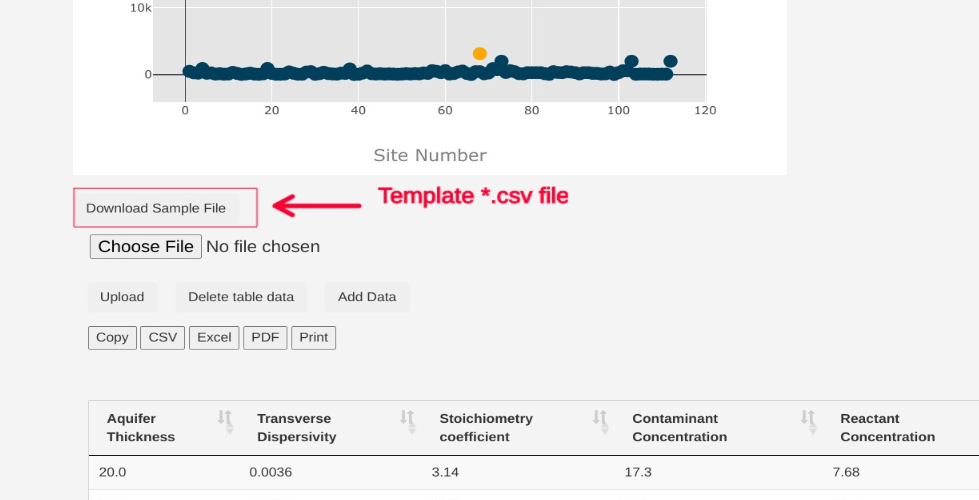 10k
0
0 20 40 60 80 100 120
Site Number
Download Sample File
Template *.csv file
Choose File No file chosen
Upload Delete table data Add Data
Copy CSV Excel PDF Print
Aquifer Transverse Stoichiometry Contaminant Reactant
Thickness Dispersivity coefficient Concentration Concentration
20.0 0.0036 3.14 17.3 7.68